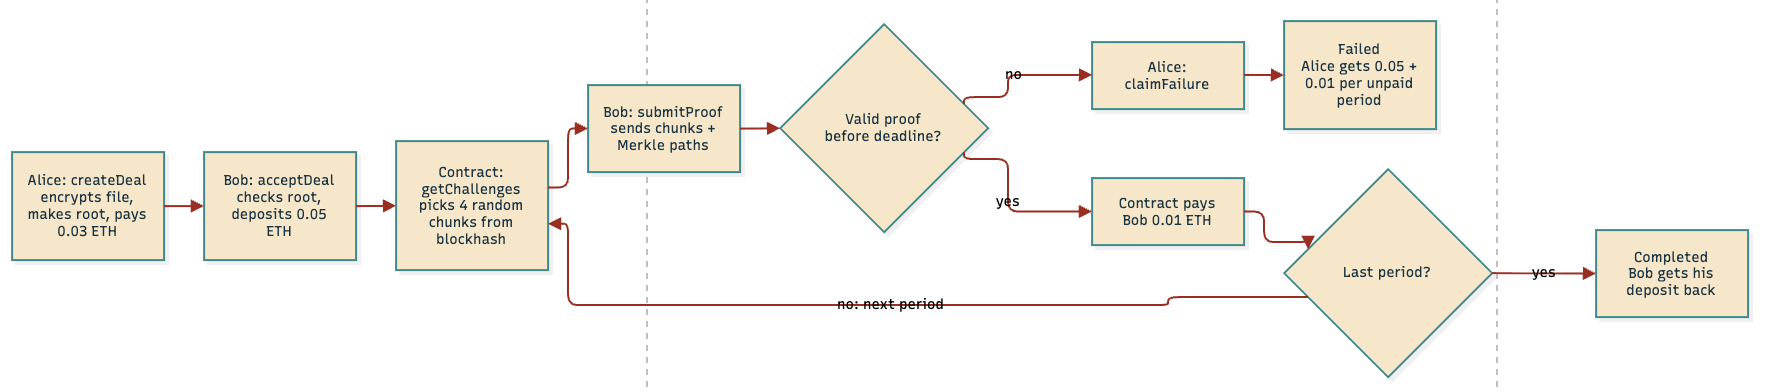 Alice: createDeal
encrypts file,
makes root, pays
0.03 ETH
Bob: acceptDeal
checks root,
deposits 0.05
ETH
Contract:
getChallenges
picks 4 random
chunks from
blockhash
Bob: submitProof
sends chunks +
Merkle paths
Valid proof
before deadline?
no
Alice:
claimFailure
Failed
Alice gets 0.05 +
0.01 per unpaid
period
yes
Contract pays
Bob 0.01 ETH
Last period?
no: next period
yes
Completed
Bob gets his
deposit back